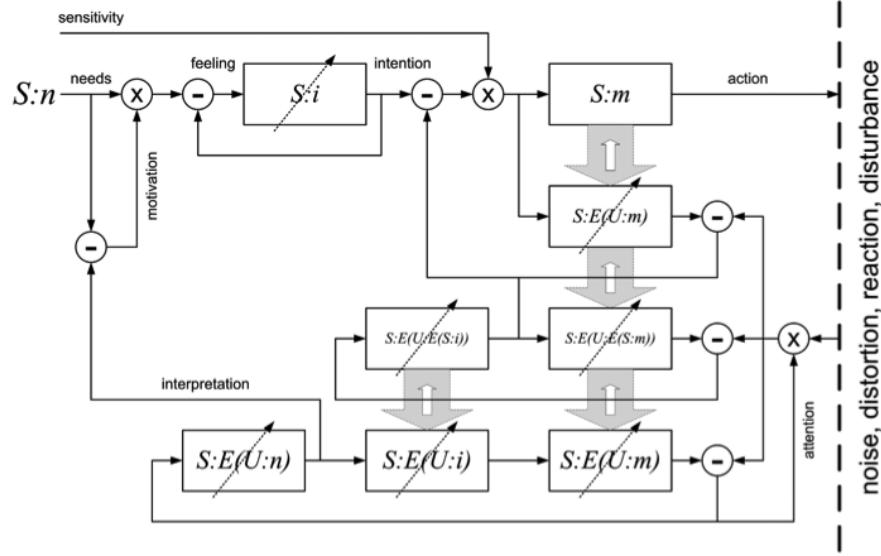 sensitivity
S:n
needs
X
feeling
-
S:i
intention
-
X
S:m
action
motivation
-
S:E(U:m)
-
S:E(U:E(S:i))
S:E(U:E(S:m))
-
X
interpretation
S:E(U:n)
S:E(U:i)
S:E(U:m)
-
attention
noise, distortion, reaction, disturbance